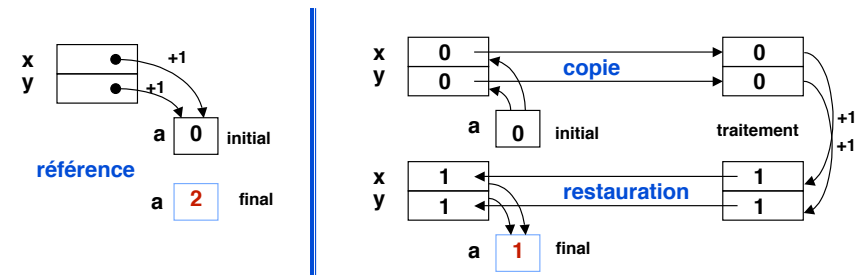 x
y
+1
+1
a 0 initial
référence
a 2 final
x 0 0
y 0 0
copie
a 0 initial
traitement
+1
+1
x 1 1
y 1 1
restauration
a 1 final